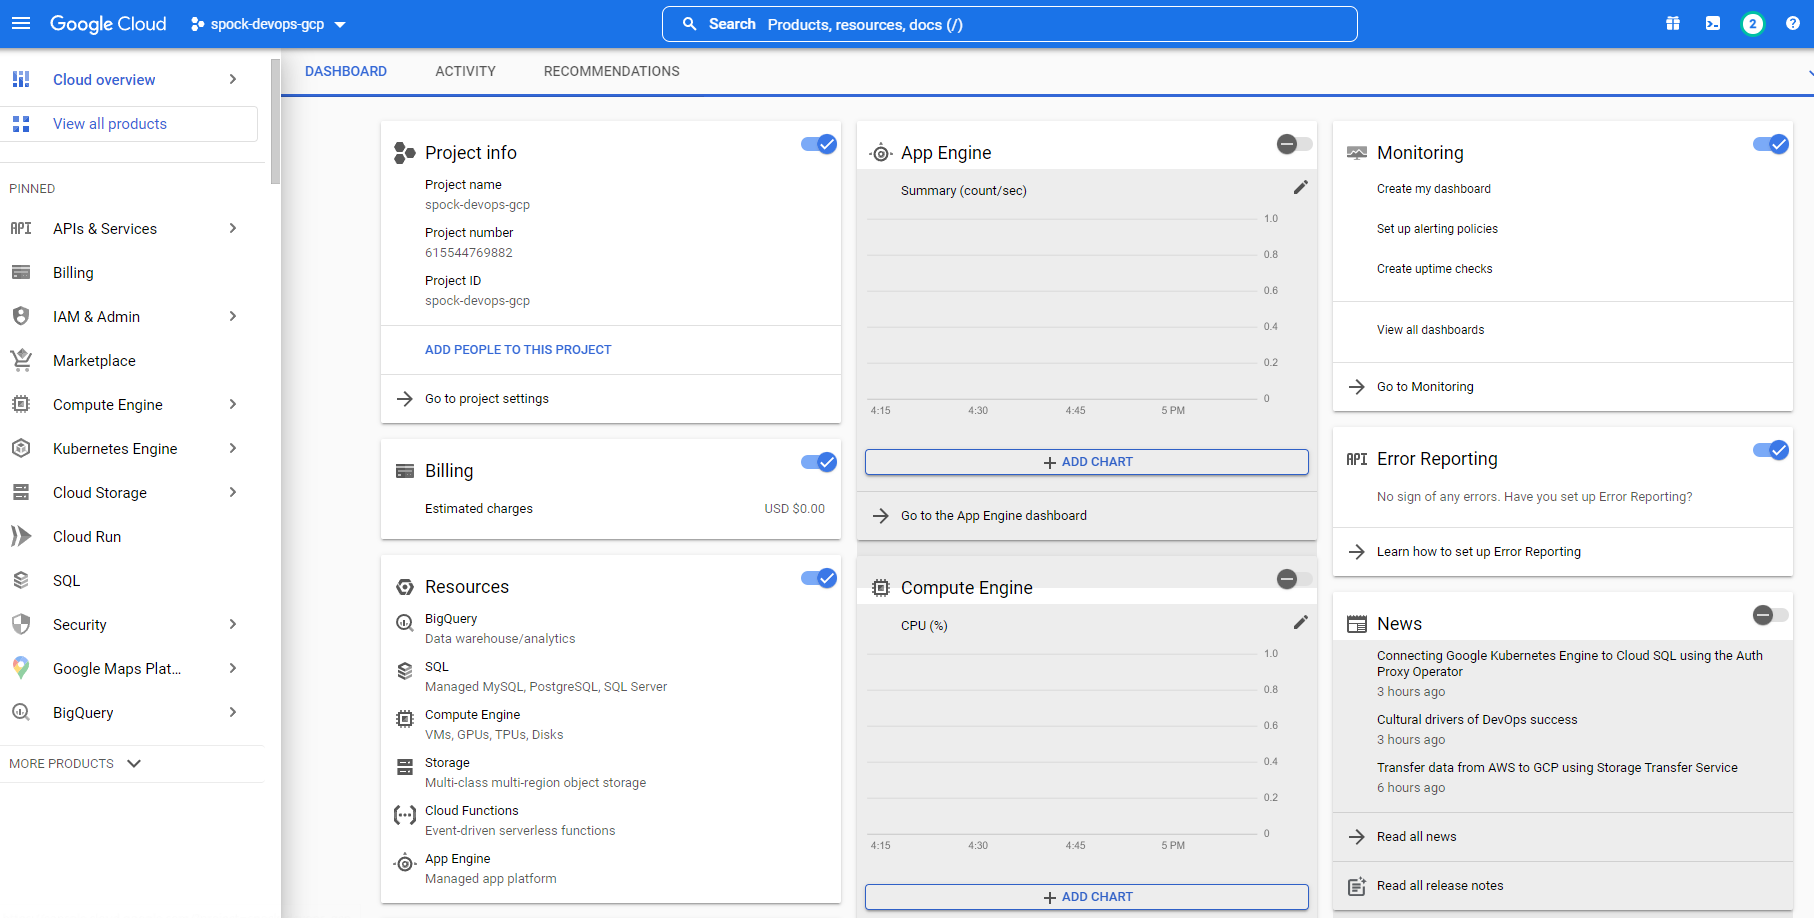 Google Cloud
spock-devops-gcp
Search Products, resources, docs (/)
2
Cloud overview
View all products
PINNED
API APIs & Services
Billing
IAM & Admin
Marketplace
Compute Engine
Kubernetes Engine
Cloud Storage
Cloud Run
SQL
Security
Google Maps Plat...
BigQuery
MORE PRODUCTS
DASHBOARD ACTIVITY RECOMMENDATIONS
Project info
Project name
spock-devops-gcp
Project number
615544769882
Project ID
spock-devops-gcp
ADD PEOPLE TO THIS PROJECT
Go to project settings
Billing
Estimated charges USD $0.00
Resources
BigQuery
Data warehouse/analytics
SQL
Managed MySQL, PostgreSQL, SQL Server
Compute Engine
VMs, GPUs, TPUs, Disks
Storage
Multi-class multi-region object storage
Cloud Functions
Event-driven serverless functions
App Engine
Managed app platform
App Engine
Summary (count/sec)
1.0
0.8
0.6
0.4
0.2
0
4:15 4:30 4:45 5 PM
+ ADD CHART
Go to the App Engine dashboard
Compute Engine
CPU (%)
1.0
0.8
0.6
0.4
0.2
0
4:15 4:30 4:45 5 PM
+ ADD CHART
Monitoring
Create my dashboard
Set up alerting policies
Create uptime checks
View all dashboards
Go to Monitoring
API Error Reporting
No sign of any errors. Have you set up Error Reporting?
Learn how to set up Error Reporting
News
Connecting Google Kubernetes Engine to Cloud SQL using the Auth
Proxy Operator
3 hours ago
Cultural drivers of DevOps success
3 hours ago
Transfer data from AWS to GCP using Storage Transfer Service
6 hours ago
Read all news
Read all release notes